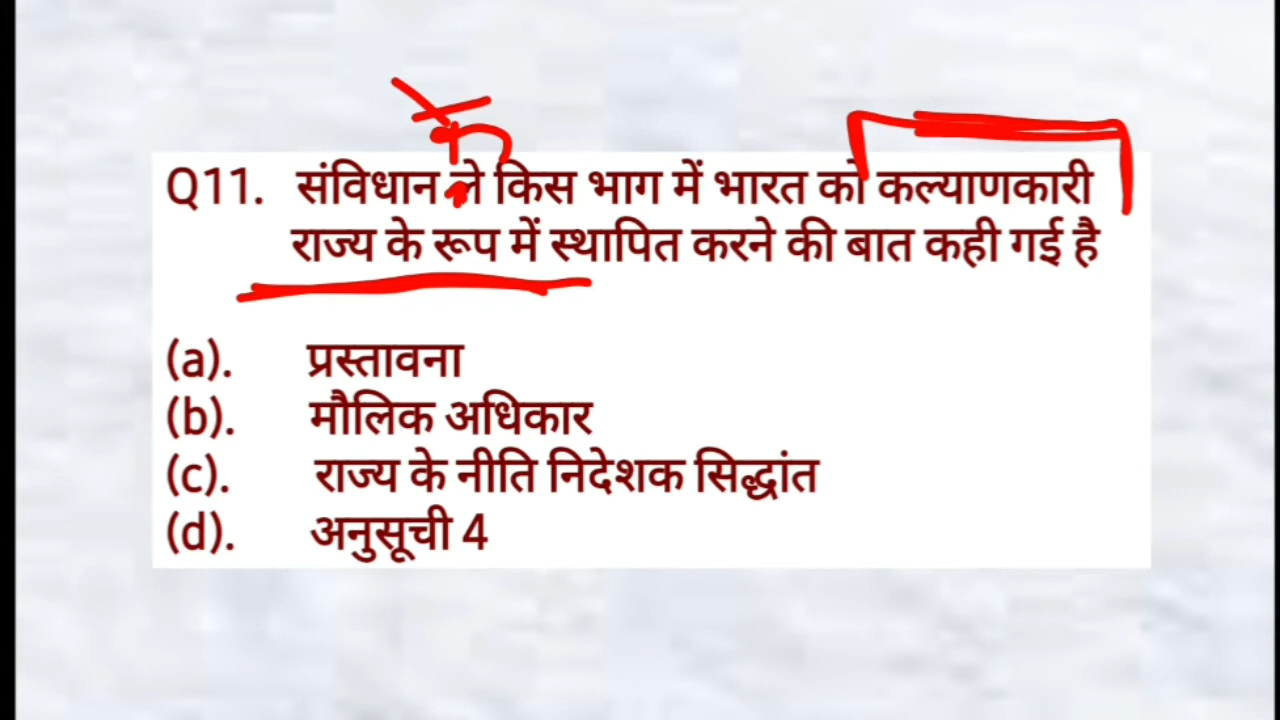 के
Q11. संविधान ने किस भाग में भारत को कल्याणकारी
राज्य के रूप में स्थापित करने की बात कही गई है
(a). प्रस्तावना
(b). मौलिक अधिकार
(c). राज्य के नीति निदेशक सिद्धांत
(d). अनुसूची 4